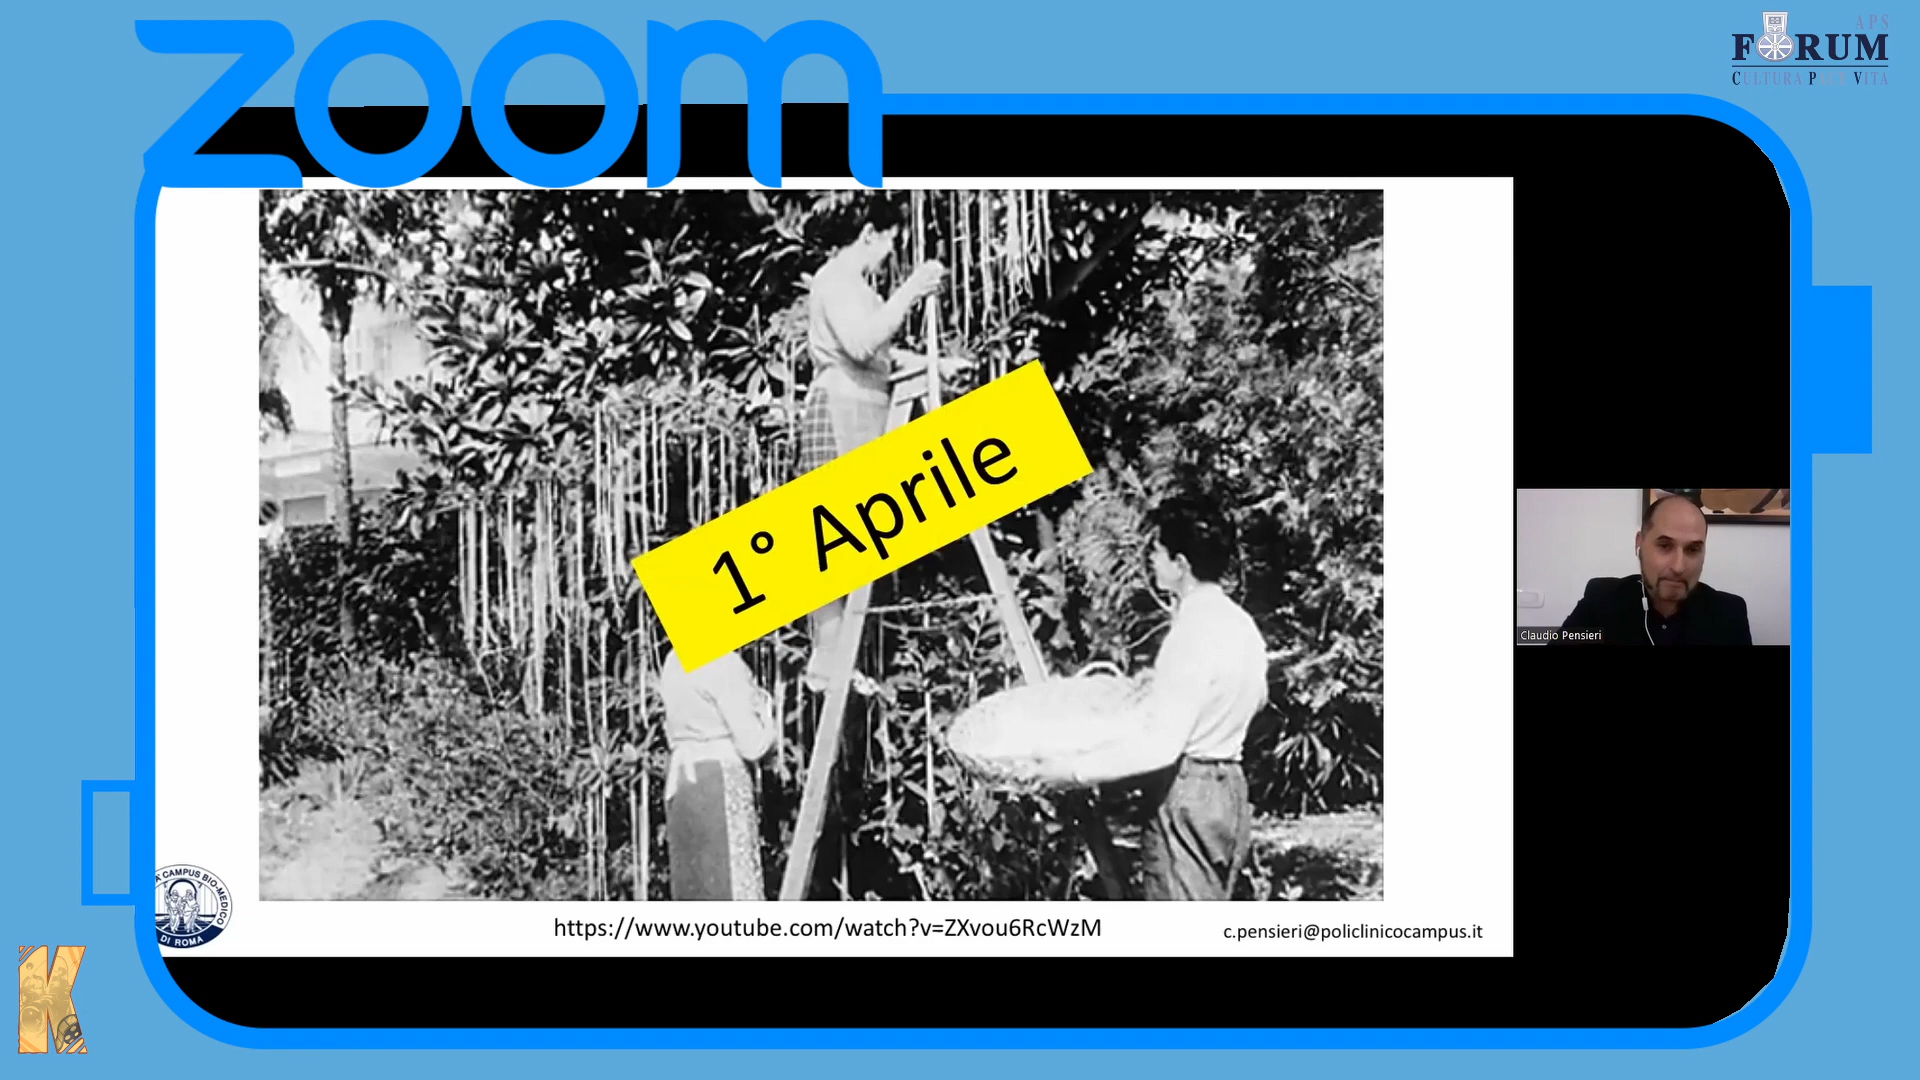 zoom
APS
FORUM
CULTURA PACE VITA
1° Aprile
Claudio Pensieri
CAMPUS BIO-MEDICO
DI ROMA
https://www.youtube.com/watch?v=ZXvou6RcWzM
c.pensieri@policlinicocampus.it
K